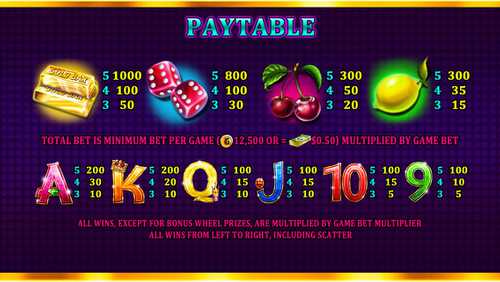 PAYTABLE
5 1000 5 800 5 300 5 300
4 100 4 100 4 50 4 35
3 50 3 30 3 20 3 15
TOTAL BET IS MINIMUM BET PER GAME ( 12,500 OR = $0.50) MULTIPLIED BY GAME BET
5 200 5 200 5 100 5 100 5 100 5 100
A 4 30 K 4 20 Q 4 15 J 4 15 10 4 15 9 4 10
3 10 3 10 3 10 3 10 3 5 3 5
ALL WINS, EXCEPT FOR BONUS WHEEL PRIZES, ARE MULTIPLIED BY GAME BET MULTIPLIER
ALL WINS FROM LEFT TO RIGHT, INCLUDING SCATTER